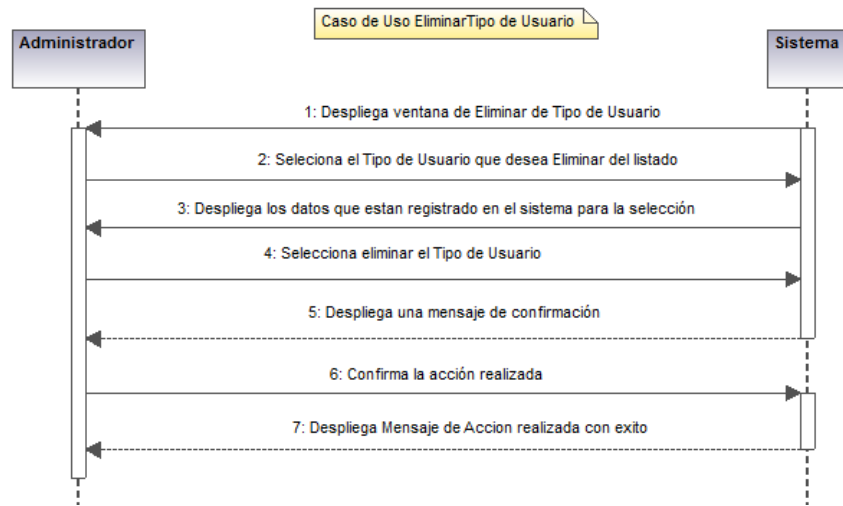 Caso de Uso EliminarTipo de Usuario
Administrador
Sistema
1: Despliega ventana de Eliminar de Tipo de Usuario
2: Seleciona el Tipo de Usuario que desea Eliminar del listado
3: Despliega los datos que estan registrado en el sistema para la selección
4: Selecciona eliminar el Tipo de Usuario
5: Despliega una mensaje de confirmación
6: Confirma la acción realizada
7: Despliega Mensaje de Accion realizada con exito